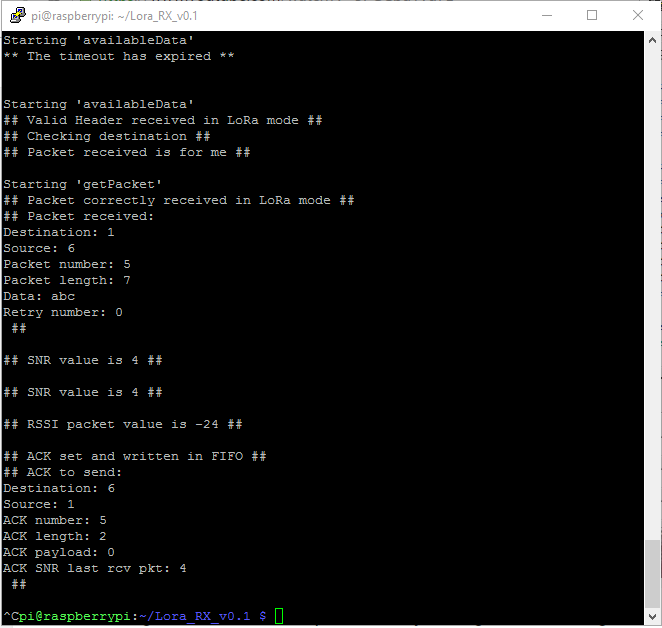 pi@raspberrypi: ~/Lora_RX_v0.1
Starting 'availableData'
** The timeout has expired **
Starting 'availableData'
## Valid Header received in LoRa mode ##
## Checking destination ##
## Packet received is for me ##
Starting 'getPacket'
## Packet correctly received in LoRa mode ##
## Packet received:
Destination: 1
Source: 6
Packet number: 5
Packet length: 7
Data: abc
Retry number: 0
 ##
## SNR value is 4 ##
## SNR value is 4 ##
## RSSI packet value is -24 ##
## ACK set and written in FIFO ##
## ACK to send:
Destination: 6
Source: 1
ACK number: 5
ACK length: 2
ACK payload: 0
ACK SNR last rcv pkt: 4
 ##
^Cpi@raspberrypi:~/Lora_RX_v0.1 $